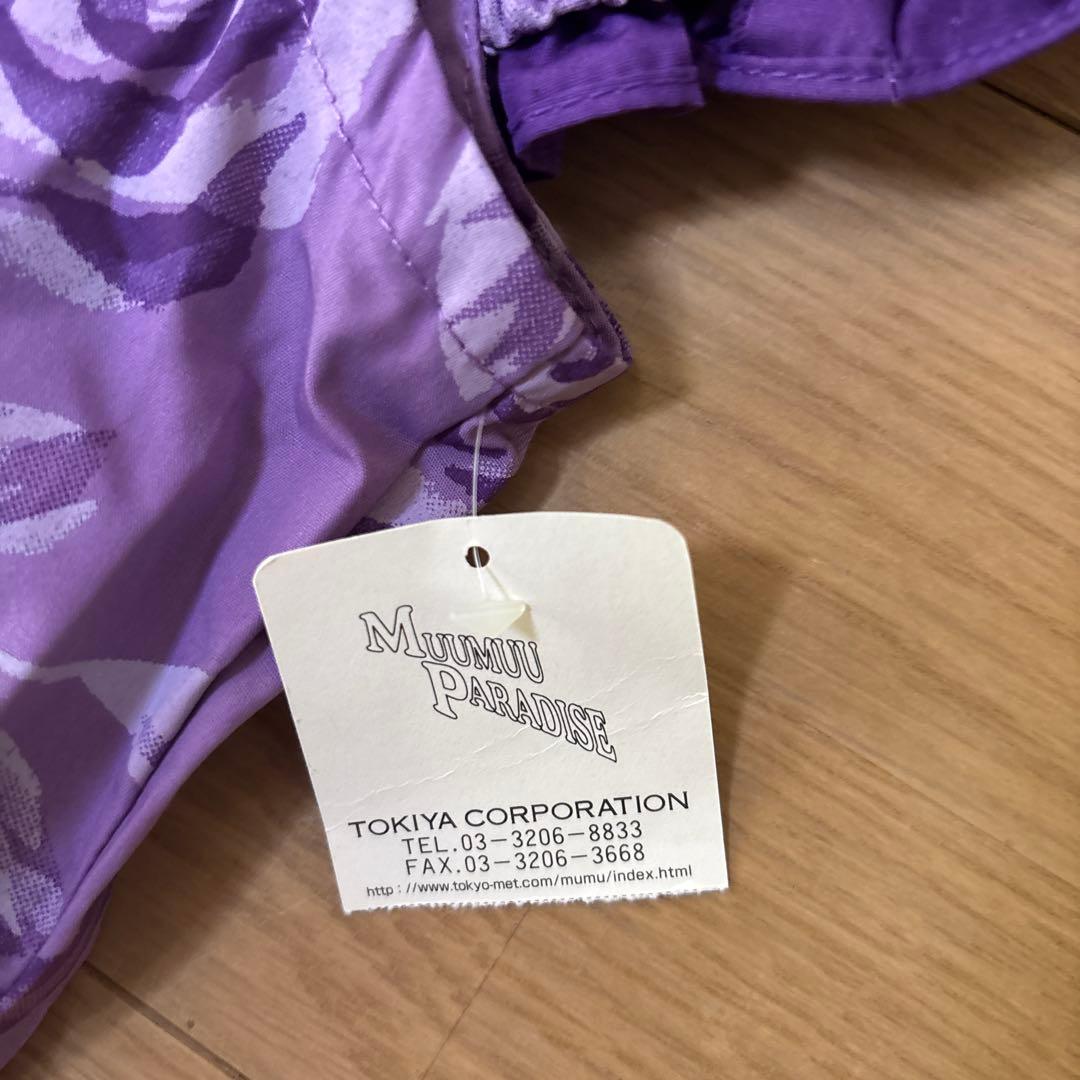 MUUMUU
PARADISE
TOKIYA CORPORATION
TEL.03-3206-8833
FAX.03-3206-3668
http://www.tokyo-met.com/mumu/index.html